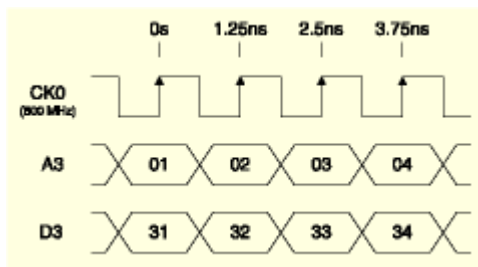 0s 1.25ns 2.5ns 3.75ns
CK0
(800 MHz)
A3 01 02 03 04
D3 31 32 33 34